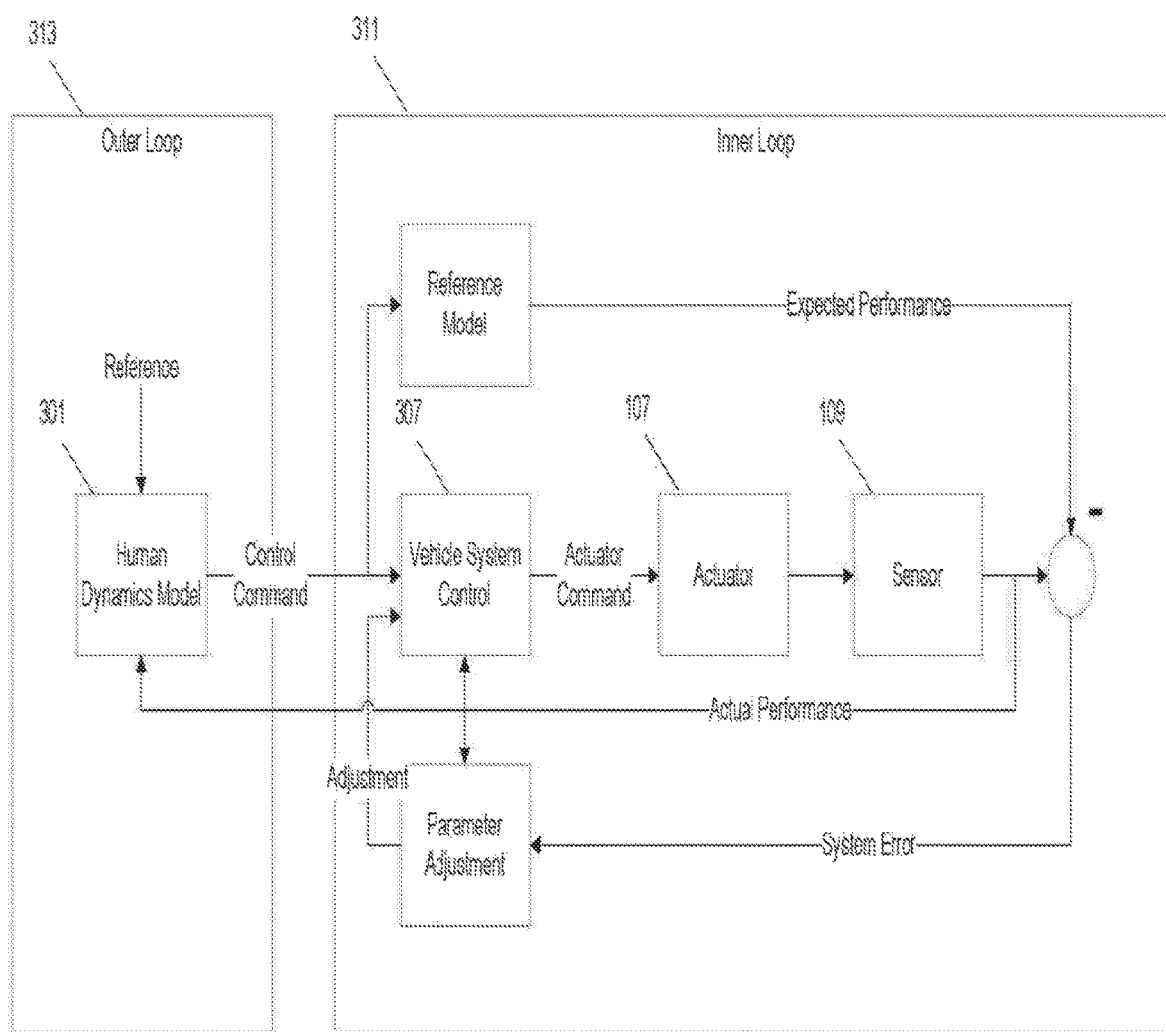 313
311
Outer Loop
Inner Loop
Reference
Model
Expected Performance
Reference
301
307
107
109
Human
Dynamics Model
Control
Command
Vehicle System
Control
Actuator
Command
Actuator
Sensor
-
Actual Performance
Adjustment
Parameter
Adjustment
System Error